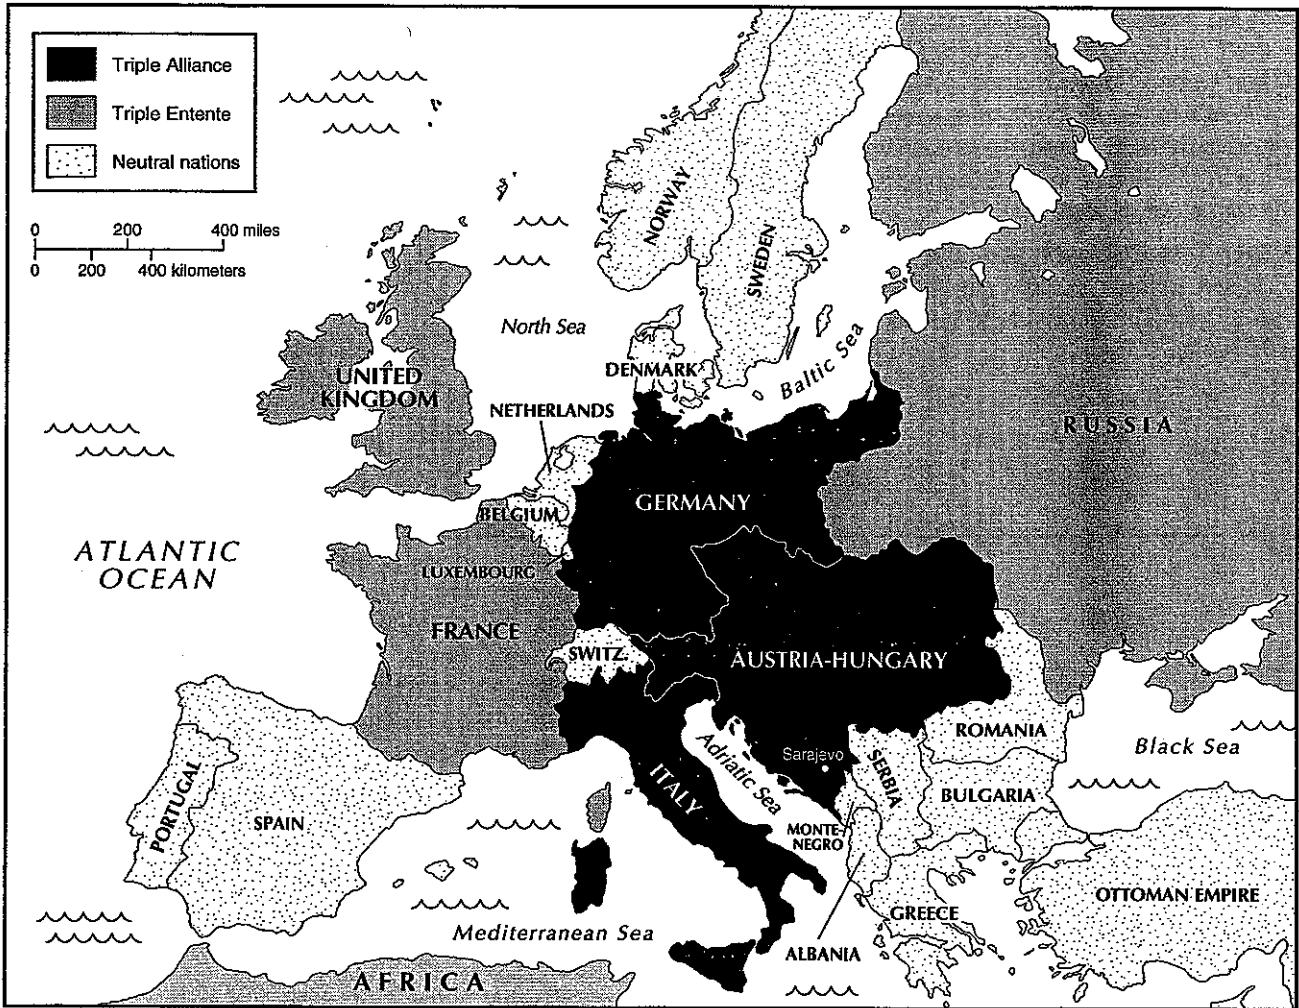 Triple Alliance
Triple Entente
Neutral nations
0 200 400 miles
0 200 400 kilometers
NORWAY
SWEDEN
North Sea
Baltic Sea
DENMARK
UNITED
KINGDOM
NETHERLANDS
RUSSIA
GERMANY
BELGIUM
ATLANTIC
OCEAN
LUXEMBOURG
FRANCE
SWITZ.
AUSTRIA-HUNGARY
ROMANIA
Black Sea
Sarajevo
Adriatic Sea
SERBIA
ITALY
BULGARIA
PORTUGAL
SPAIN
MONTE-
NEGRO
OTTOMAN EMPIRE
GREECE
Mediterranean Sea
ALBANIA
AFRICA